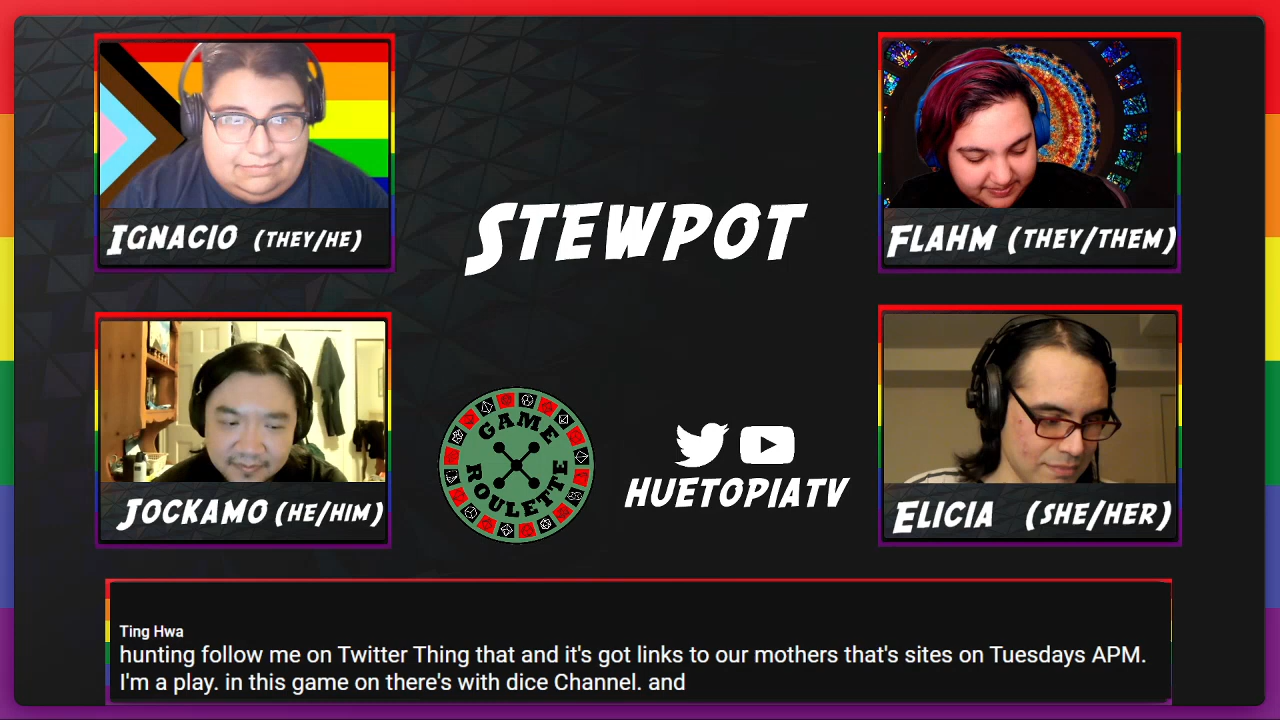 STEWPOT
IGNACIO (THEY/HE)
FLAHM (THEY/THEM)
JOCKAMO (HE/HIM)
GAME
ROULETTE
HUETOPIATV
ELICIA (SHE/HER)
Ting Hwa
hunting follow me on Twitter Thing that and it's got links to our mothers that's sites on Tuesdays APM.
I'm a play. in this game on there's with dice Channel. and